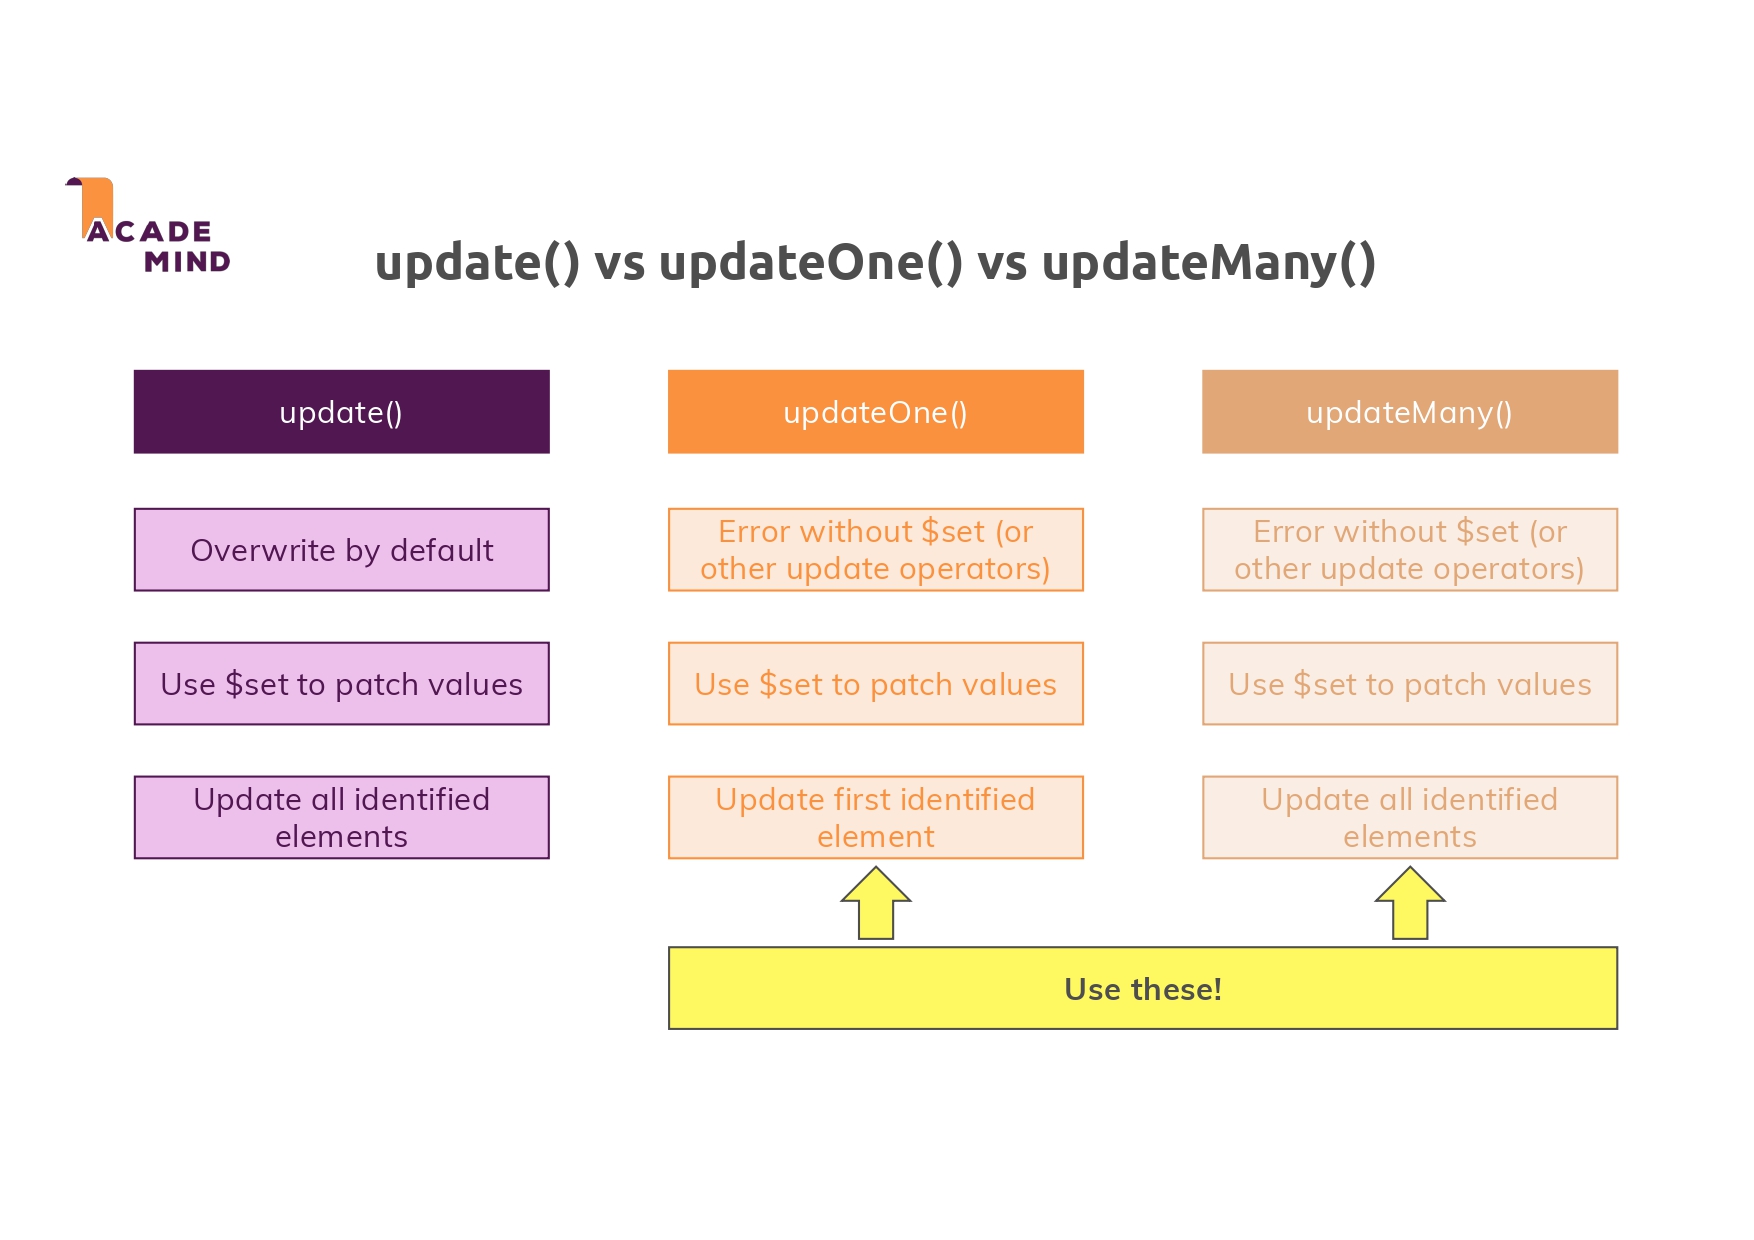 ACADE
MIND
update() vs updateOne() vs updateMany()
update()
updateOne()
updateMany()
Overwrite by default
Error without $set (or
other update operators)
Error without $set (or
other update operators)
Use $set to patch values
Use $set to patch values
Use $set to patch values
Update all identified
elements
Update first identified
element
Update all identified
elements
Use these!